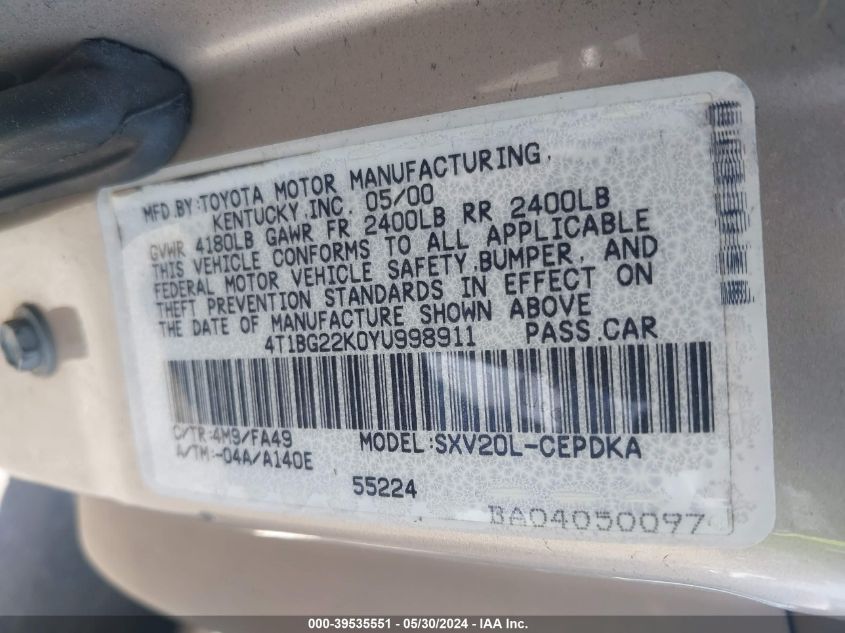 MFD.BY:TOYOTA MOTOR MANUFACTURING,
KENTUCKY,INC. 05/00
GVWR 4180LB GAWR FR 2400LB RR 2400LB
THIS VEHICLE CONFORMS TO ALL APPLICABLE
FEDERAL MOTOR VEHICLE SAFETY,BUMPER, AND
THEFT PREVENTION STANDARDS IN EFFECT ON
THE DATE OF MANUFACTURE SHOWN ABOVE
4T1BG22K0YU998911 PASS.CAR
C/TR:4M9/FA49 MODEL:SXV20L-CEPDKA
A/TM:-04A/A140E
55224
BA04050097
000-39535551 - 05/30/2024 - IAA Inc.